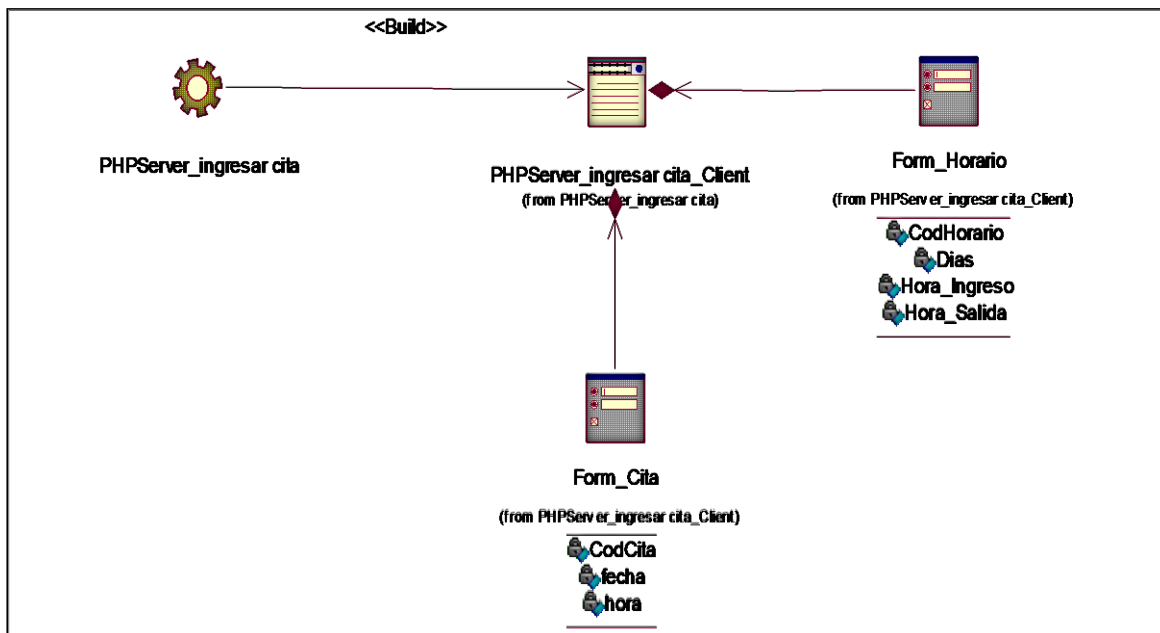 <<Build>>
PHPServer_ingresar cita
PHPServer_ingresar cita_Client
(from PHPServer_ingresar cita)
Form_Horario
(from PHPServer_ingresar cita_Client)
CodHorario
Dias
Hora_Ingreso
Hora_Salida
Form_Cita
(from PHPServer_ingresar cita_Client)
CodCita
fecha
hora